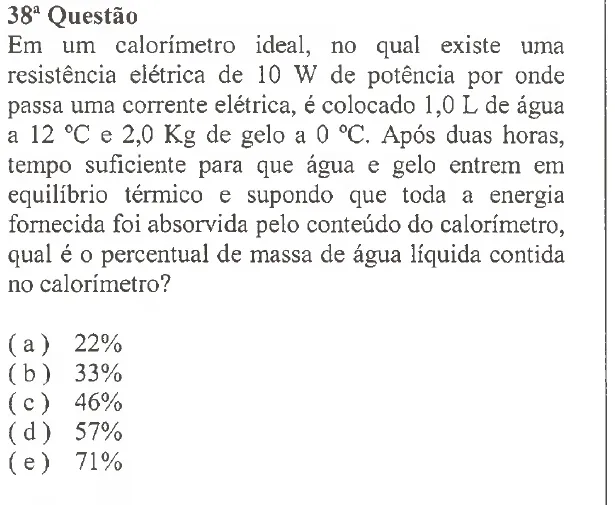 38ª Questão
Em um calorímetro ideal, no qual existe uma
resistência elétrica de 10 W de potência por onde
passa uma corrente elétrica, é colocado 1,0 L de água
a 12 ºC e 2,0 Kg de gelo a 0 ºC. Após duas horas,
tempo suficiente para que água e gelo entrem em
equilíbrio térmico e supondo que toda a energia
fornecida foi absorvida pelo conteúdo do calorímetro,
qual é o percentual de massa de água líquida contida
no calorímetro?
( a ) 22%
( b ) 33%
( c ) 46%
( d ) 57%
( e ) 71%